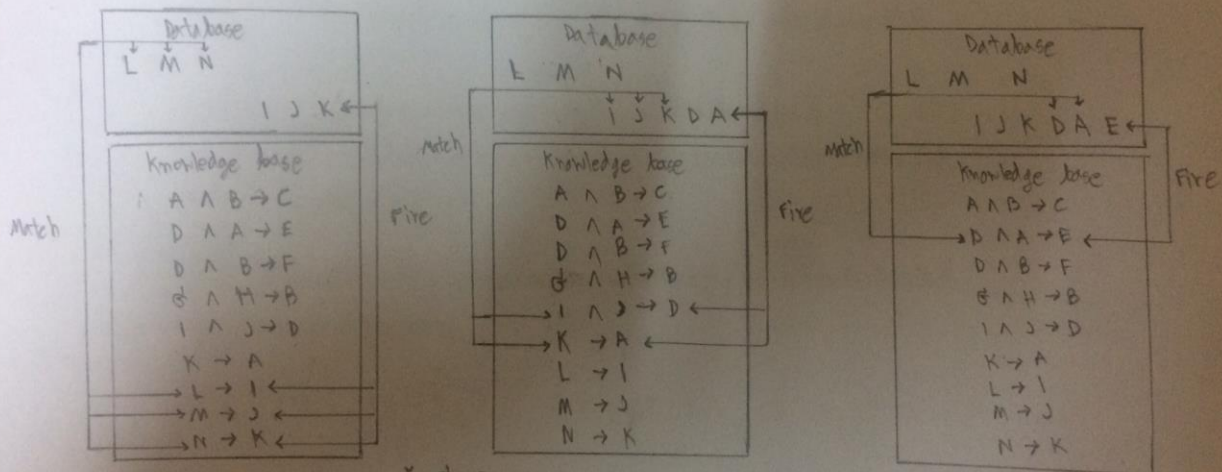 Database
L M N
I J K
Match
Fire
Knowledge base
A ∧ B → C
D ∧ A → E
D ∧ B → F
G ∧ H → B
I ∧ J → D
K → A
L → I
M → J
N → K
Database
L M N
I J K D A
Match
Fire
Knowledge base
A ∧ B → C
D ∧ A → E
D ∧ B → F
G ∧ H → B
I ∧ J → D
K → A
L → I
M → J
N → K
Database
L M N
I J K D A E
Match
Fire
Knowledge base
A ∧ B → C
D ∧ A → E
D ∧ B → F
G ∧ H → B
I ∧ J → D
K → A
L → I
M → J
N → K